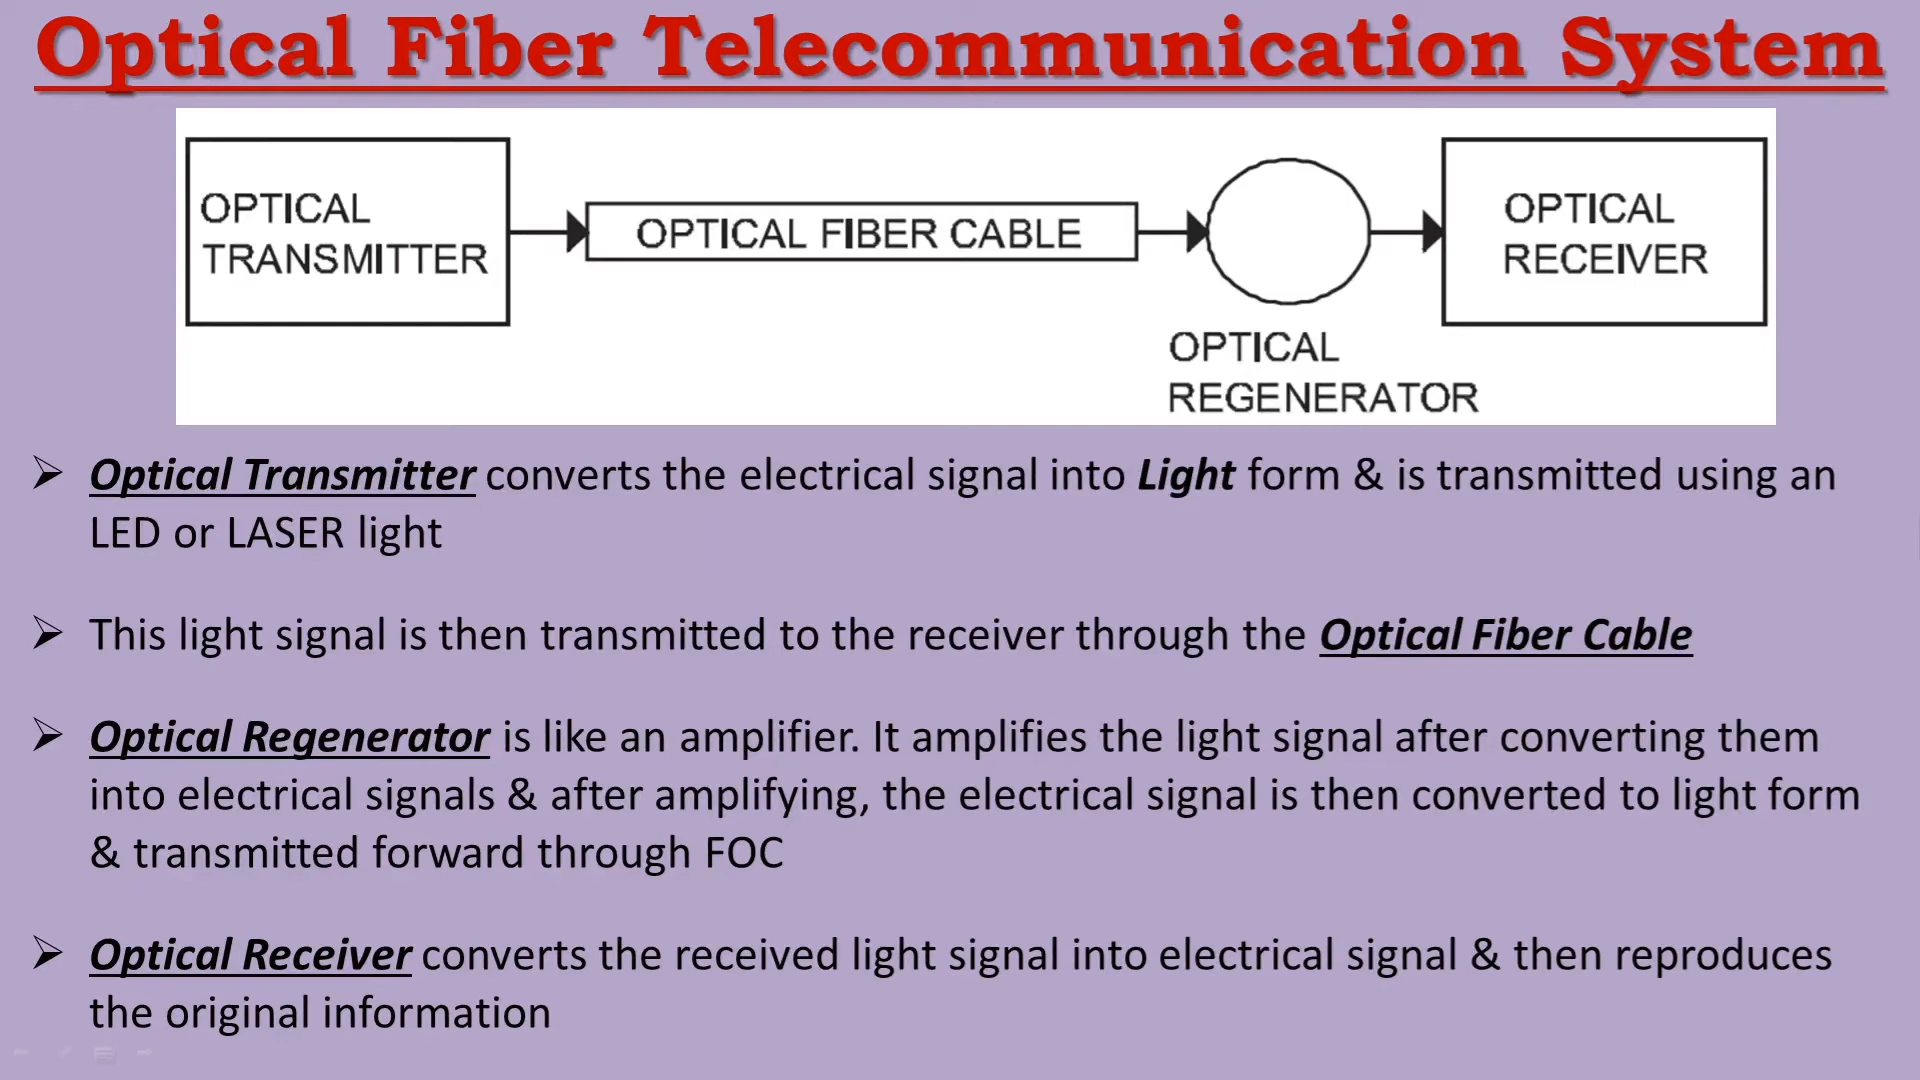 Optical Fiber Telecommunication System
OPTICAL
TRANSMITTER
OPTICAL FIBER CABLE
OPTICAL
REGENERATOR
OPTICAL
RECEIVER
➢ Optical Transmitter converts the electrical signal into Light form & is transmitted using an
LED or LASER light
➢ This light signal is then transmitted to the receiver through the Optical Fiber Cable
➢ Optical Regenerator is like an amplifier. It amplifies the light signal after converting them
into electrical signals & after amplifying, the electrical signal is then converted to light form
& transmitted forward through FOC
➢ Optical Receiver converts the received light signal into electrical signal & then reproduces
the original information